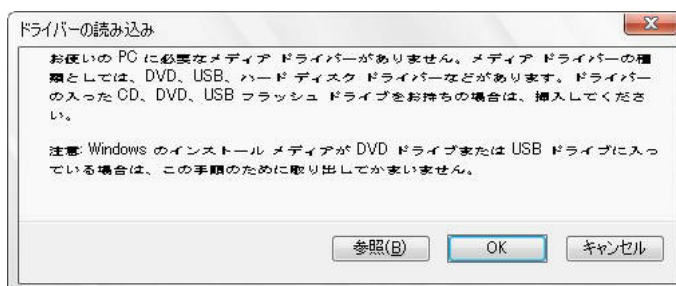 ドライバーの読み込み
お使いの PC に必要なメディア ドライバーがありません。メディア ドライバーの種
類としては、DVD、USB、ハード ディスク ドライバーなどがあります。ドライバー
の入った CD、DVD、USB フラッシュ ドライブをお持ちの場合は、挿入してくださ
い。
注意: Windows のインストール メディアが DVD ドライブまたは USB ドライブに入っ
ている場合は、この手順のために取り出してかまいません。
参照(B)
OK
キャンセル